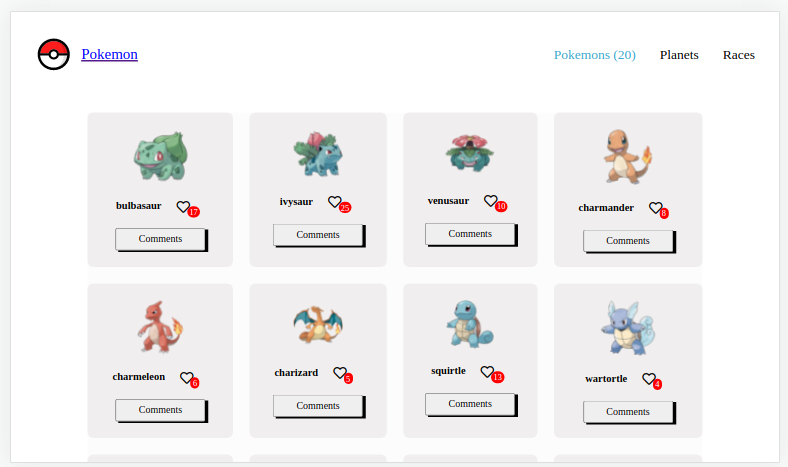 Pokemon
Pokemons (20) Planets Races
bulbasaur 17
ivysaur 25
venusaur 10
charmander 8
Comments
Comments
Comments
Comments
charmeleon 6
charizard 5
squirtle 13
wartortle 4
Comments
Comments
Comments
Comments